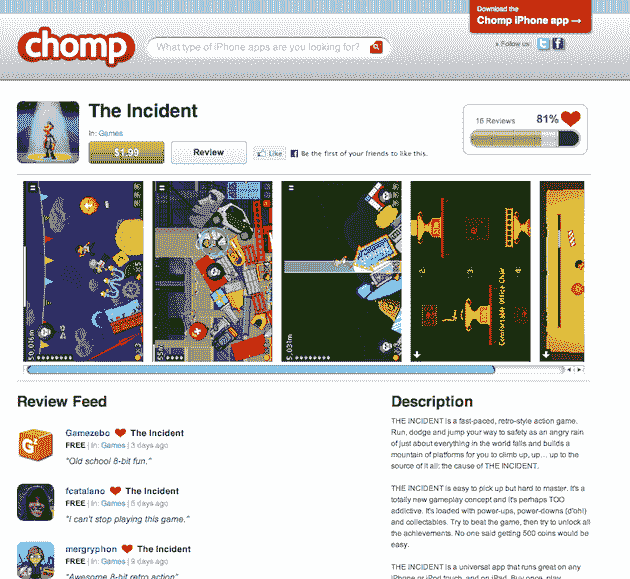 Download the
Chomp iPhone app →
chomp
What type of iPhone apps are you looking for?
» Follow us:
The Incident
In: Games
$1.99
Review
Like
Be the first of your friends to like this.
16 Reviews
81%
50,016m
55m
5,031m
Comfortable Office Chair
Review Feed
Gamezebo ❤ The Incident
FREE | In: Games | 3 days ago
"Old school 8-bit fun."
fcatalano ❤ The Incident
FREE | In: Games | 5 days ago
"I can't stop playing this game."
mergryphon ❤ The Incident
FREE | In: Games | 9 days ago
"Awesome 8-bit retro action"
Description
THE INCIDENT is a fast-paced, retro-style action game.
Run, dodge and jump your way to safety as an angry rain
of just about everything in the world falls and builds a
mountain of platforms for you to climb up, up... up to the
source of it all: the cause of THE INCIDENT.
THE INCIDENT is easy to pick up but hard to master. It's a
totally new gameplay concept and it's perhaps TOO
addictive. It's loaded with power-ups, power-downs (d'oh!)
and collectables. Try to beat the game, then try to unlock all
the achievements. No one said getting 500 coins would be
easy.
THE INCIDENT is a universal app that runs great on any
iPhone or iPod touch, and on iPad. Buy once, play